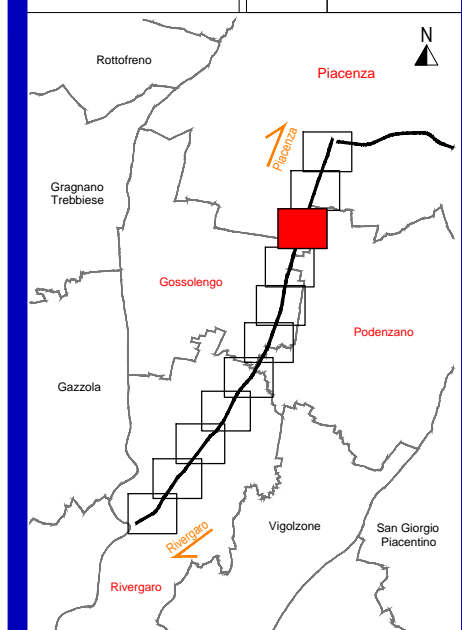 N
Rottofreno
Piacenza
Piacenza
Gragnano
Trebbiese
Gossolengo
Podenzano
Gazzola
Rivergaro
Vigolzone
San Giorgio
Piacentino
Rivergaro